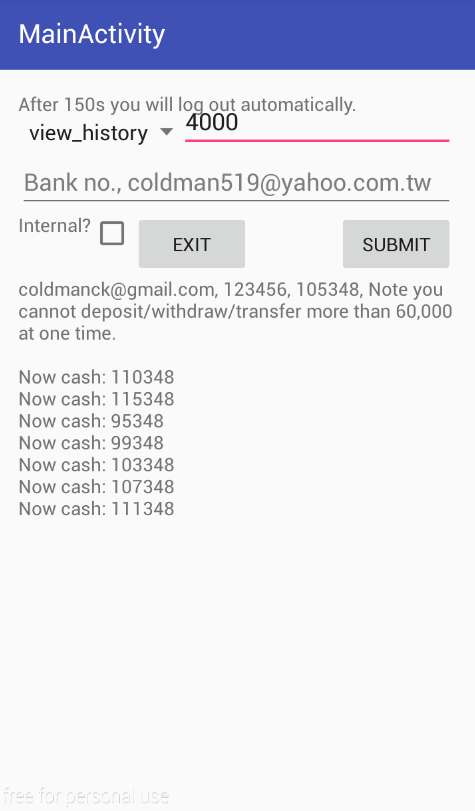 MainActivity
After 150s you will log out automatically.
view_history 4000
Bank no., coldman519@yahoo.com.tw
Internal? EXIT SUBMIT
coldmanck@gmail.com, 123456, 105348, Note you
cannot deposit/withdraw/transfer more than 60,000
at one time.
Now cash: 110348
Now cash: 115348
Now cash: 95348
Now cash: 99348
Now cash: 103348
Now cash: 107348
Now cash: 111348
free for personal use